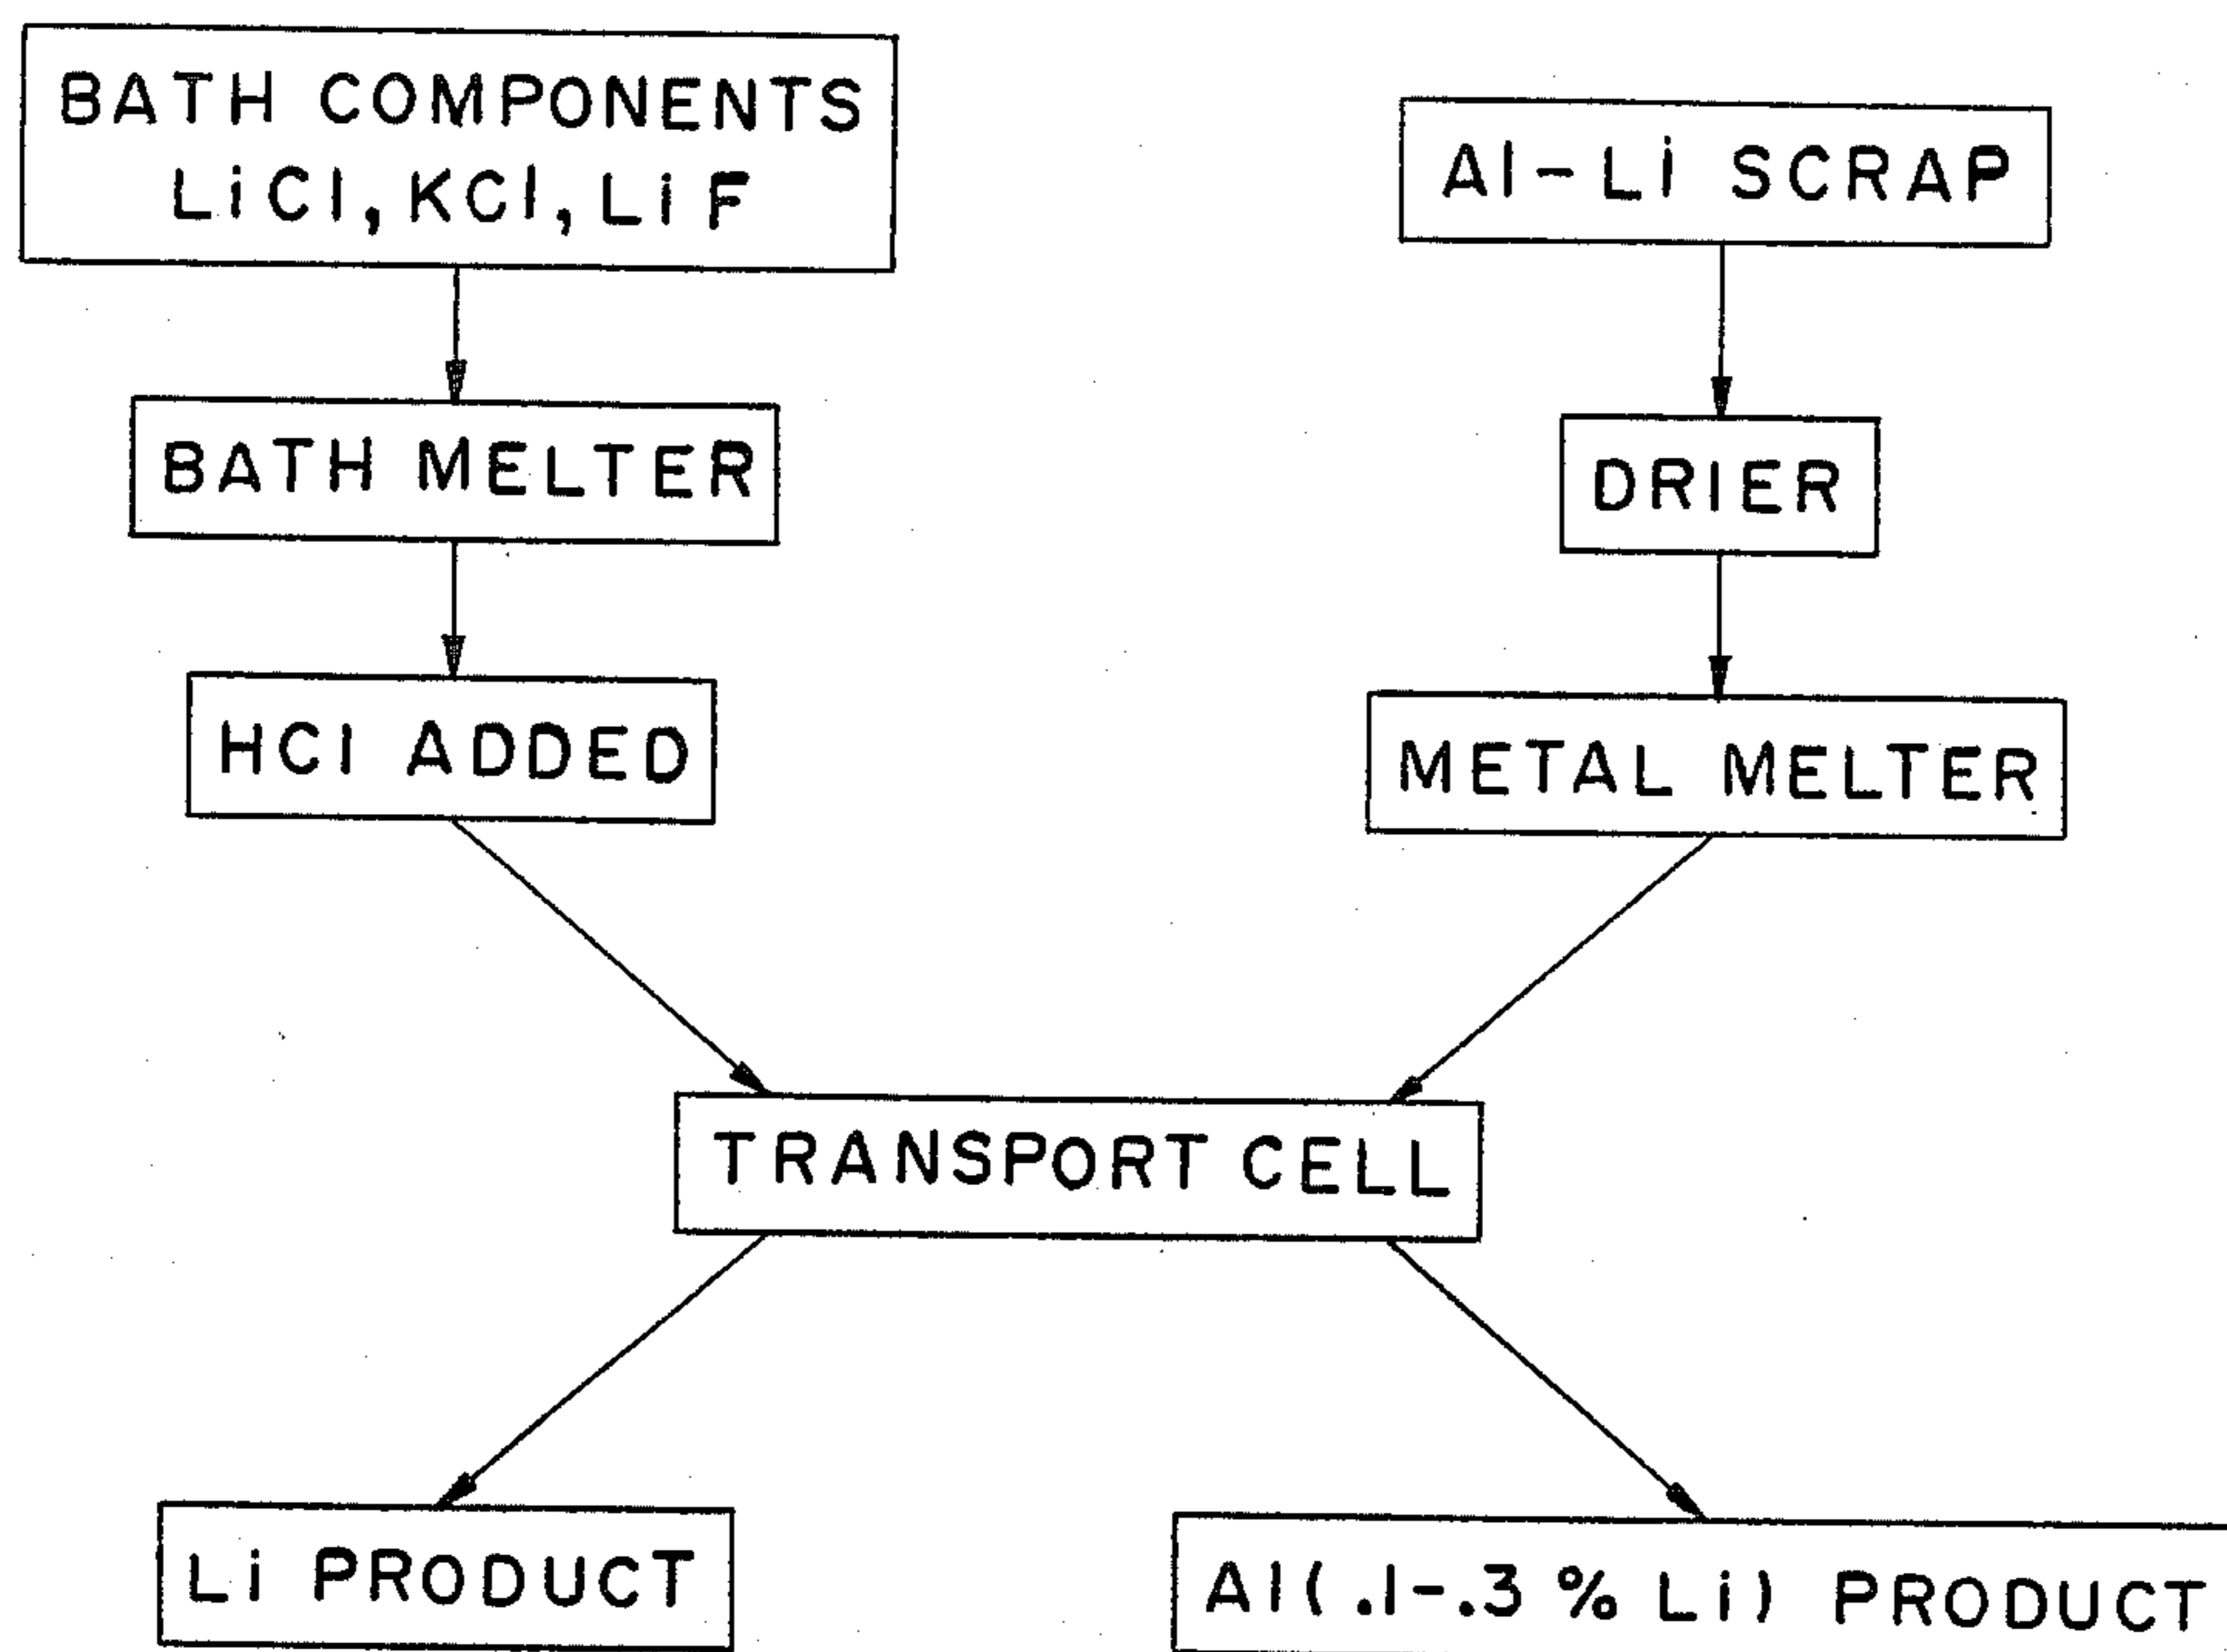 BATH COMPONENTS
LiCl, KCl, LiF
Al-Li SCRAP
BATH MELTER
DRIER
HCl ADDED
METAL MELTER
TRANSPORT CELL
Li PRODUCT
Al(.1-.3% Li) PRODUCT